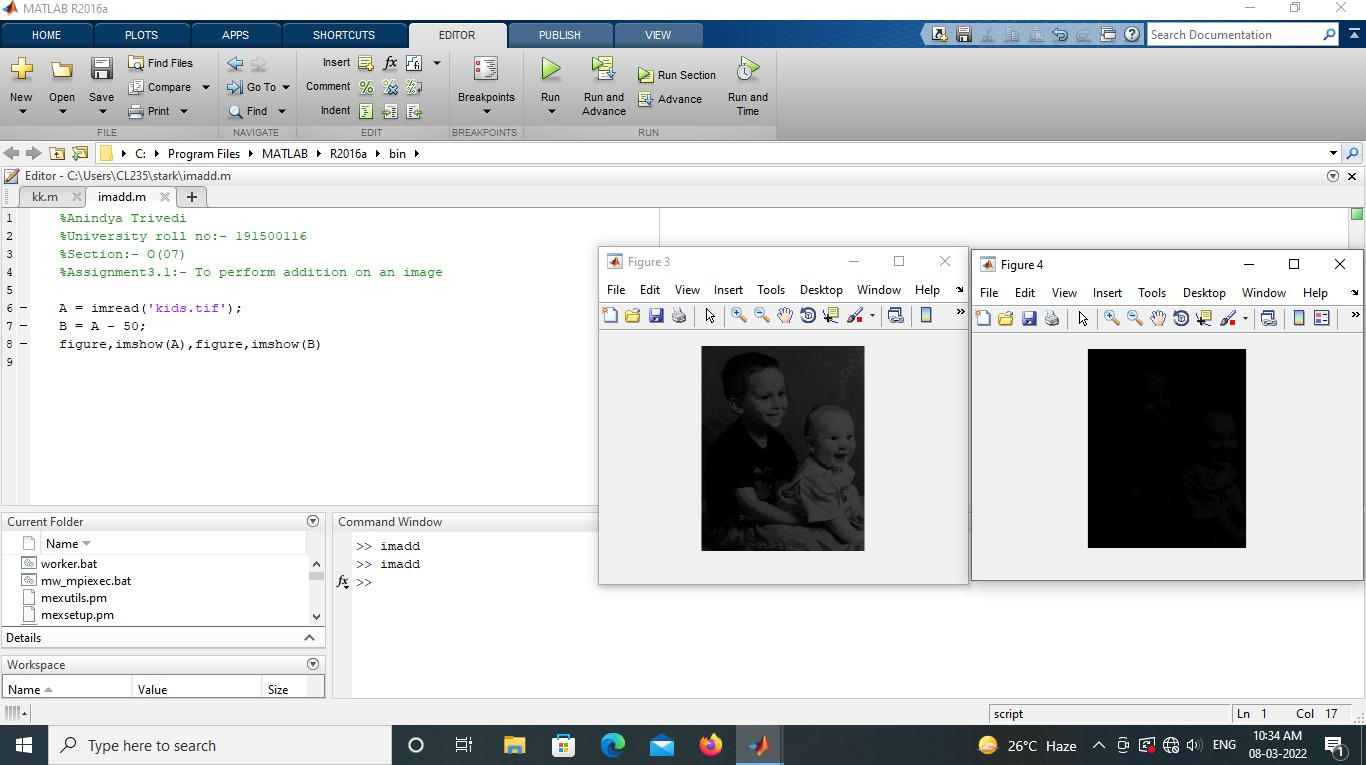 MATLAB R2016a
HOME PLOTS APPS SHORTCUTS EDITOR PUBLISH VIEW
Search Documentation
New Open Save
Find Files
Compare
Print
FILE
Go To
Find
NAVIGATE
Insert fx
Comment
Indent
EDIT
Breakpoints
BREAKPOINTS
Run
Run and Advance
Run Section
Advance
Run and Time
RUN
C: Program Files MATLAB R2016a bin
Editor - C:\Users\CL235\stark\imadd.m
kk.m imadd.m
1 %Anindya Trivedi
2 %University roll no:- 191500116
3 %Section:- O(07)
4 %Assignment3.1:- To perform addition on an image
5
6 A = imread('kids.tif');
7 B = A - 50;
8 figure,imshow(A),figure,imshow(B)
9
Figure 3
File Edit View Insert Tools Desktop Window Help
Figure 4
File Edit View Insert Tools Desktop Window Help
Current Folder
Name
worker.bat
mw_mpiexec.bat
mexutils.pm
mexsetup.pm
Details
Workspace
Name Value Size
Command Window
>> imadd
>> imadd
fx >>
script
Ln 1 Col 17
Type here to search
26°C Haze
ENG
10:34 AM
08-03-2022
1